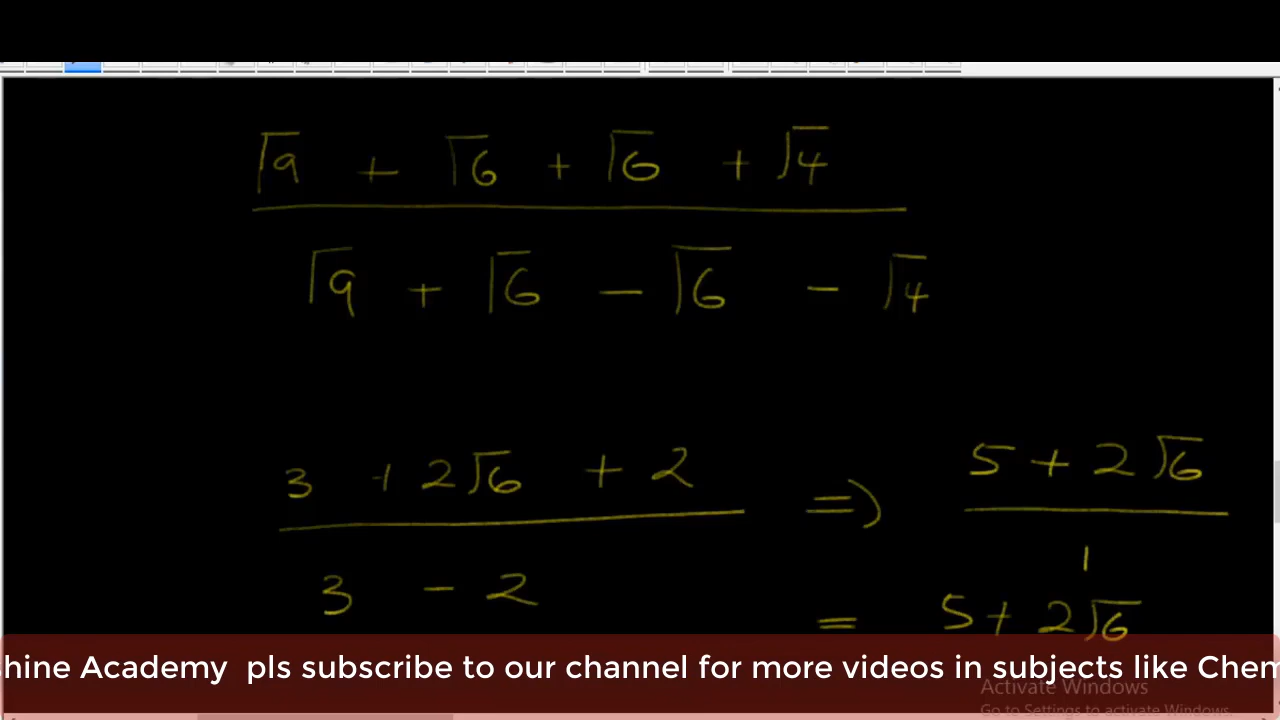 √9 + √6 + √6 + √4
√9 + √6 − √6 − √4
3 + 2√6 + 2 => 5 + 2√6
3 − 2 1
= 5 + 2√6
shine Academy pls subscribe to our channel for more videos in subjects like Chem
Activate Windows
Go to Settings to activate Windows.